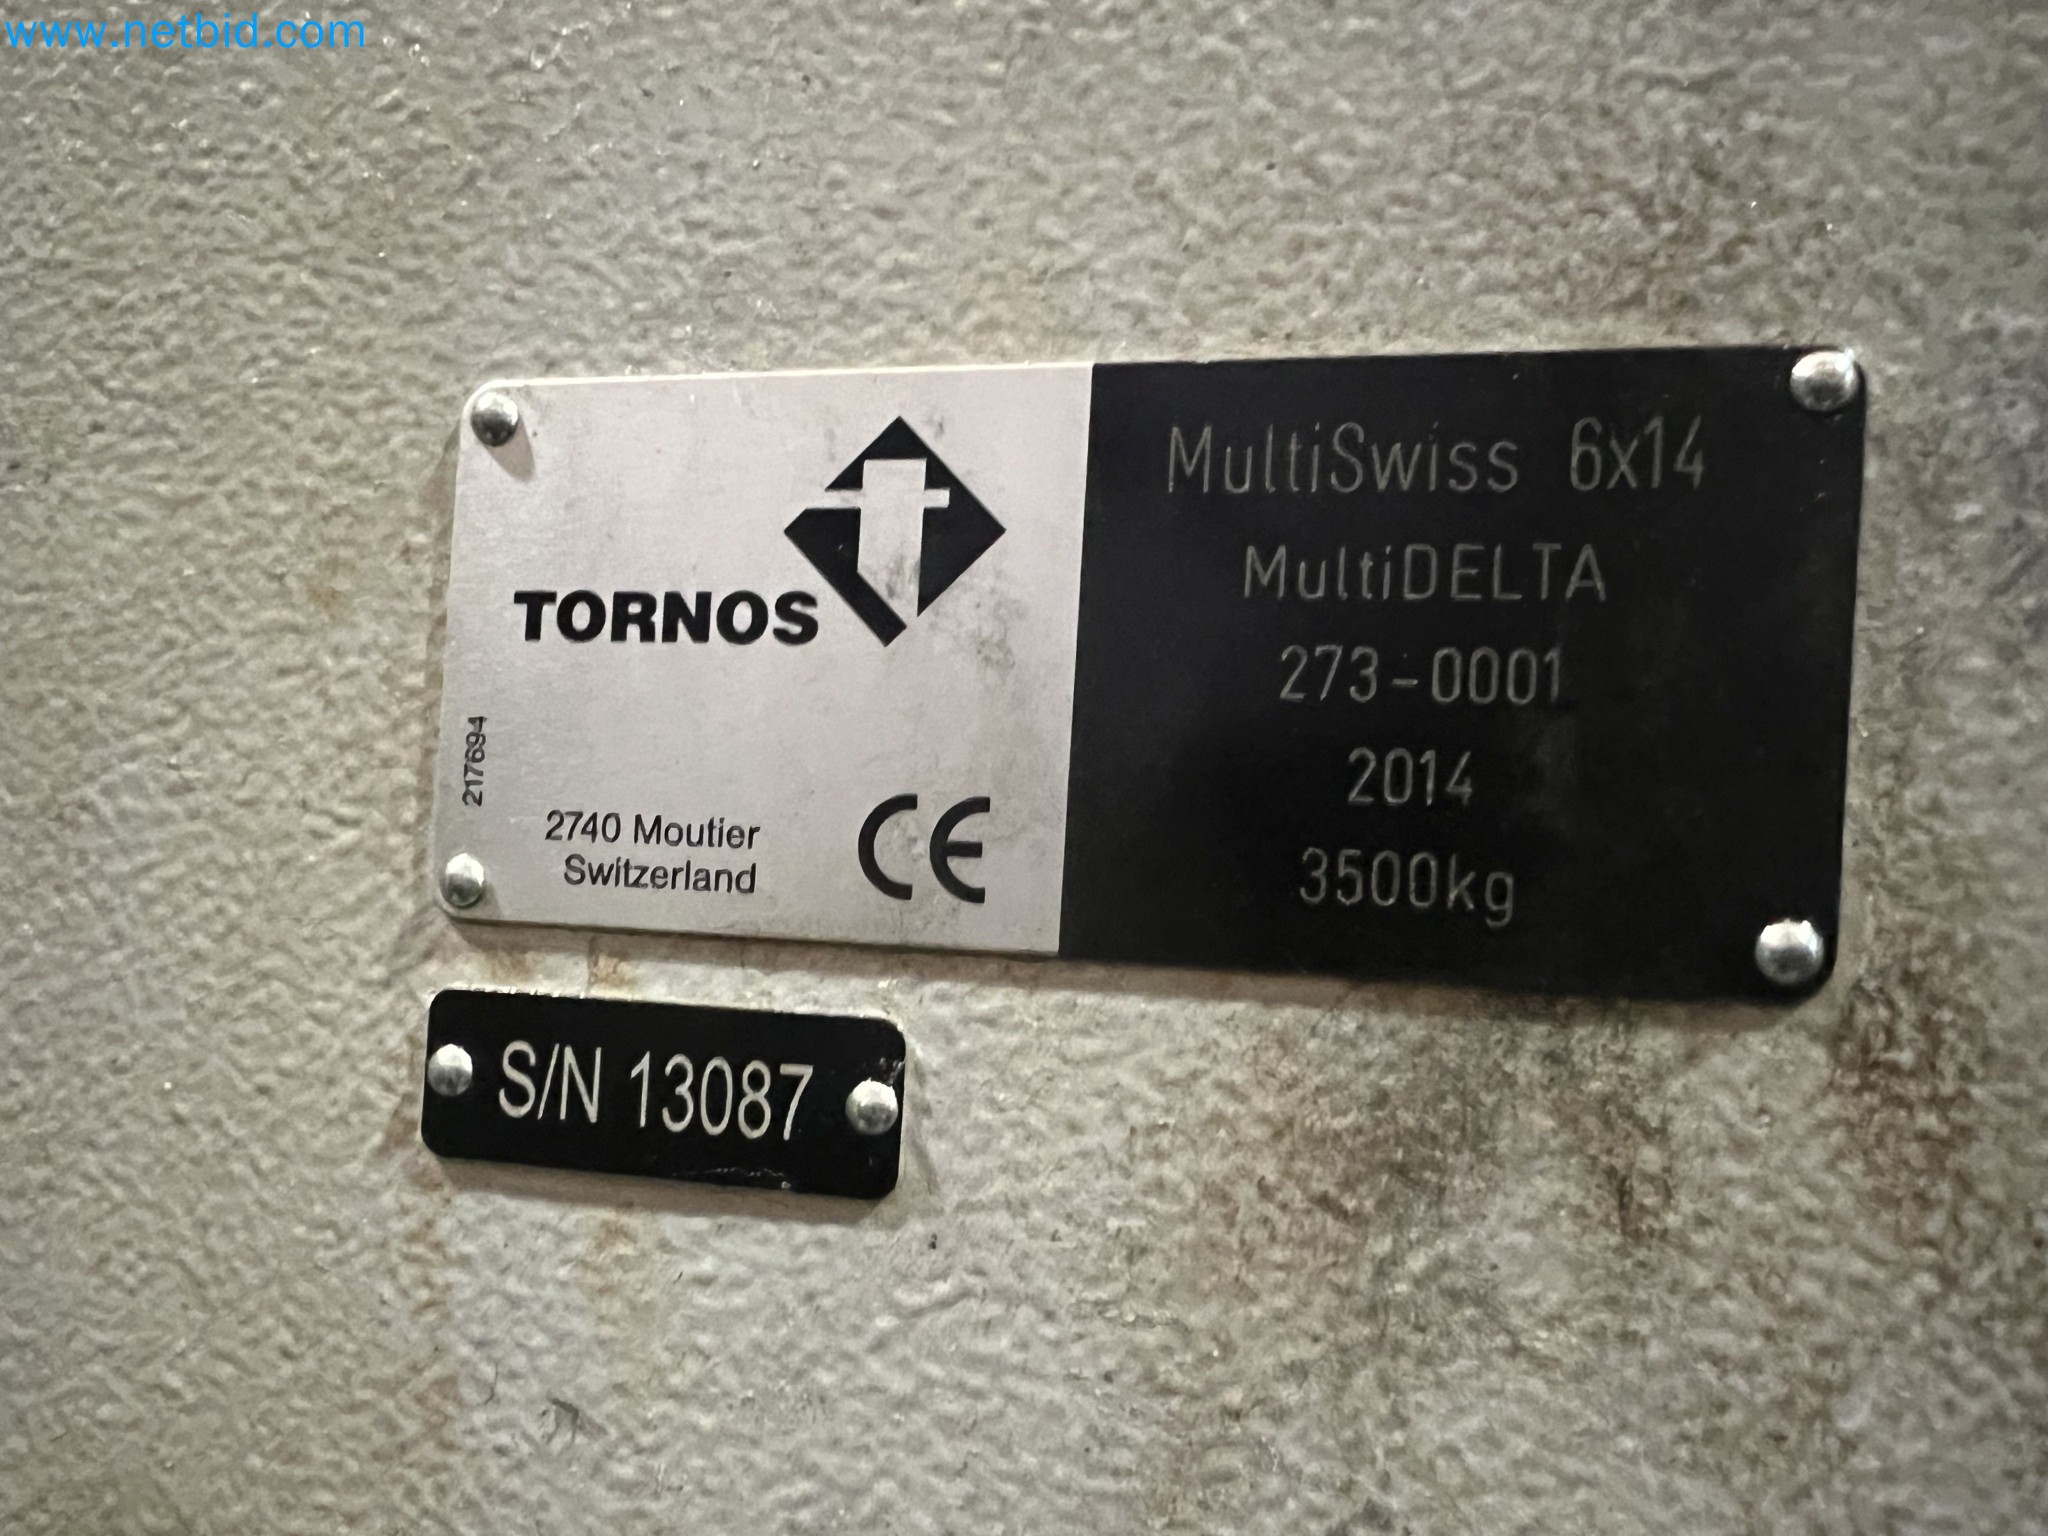 www.netbid.com
TORNOS
217694
2740 Moutier
Switzerland
CE
MultiSwiss 6x14
MultiDELTA
273-0001
2014
3500kg
S/N 13087